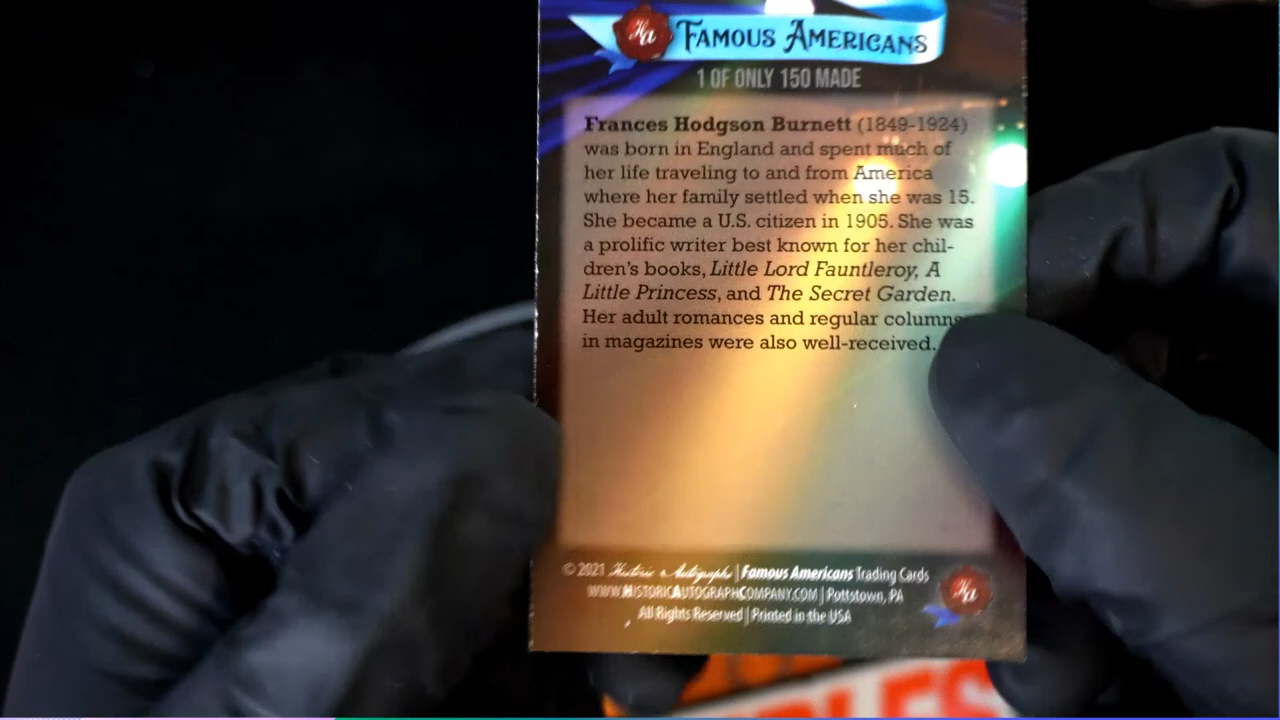 Ha FAMOUS AMERICANS
1 OF ONLY 150 MADE
Frances Hodgson Burnett (1849-1924)
was born in England and spent much of
her life traveling to and from America
where her family settled when she was 15.
She became a U.S. citizen in 1905. She was
a prolific writer best known for her chil-
dren's books, Little Lord Fauntleroy, A
Little Princess, and The Secret Garden.
Her adult romances and regular columns
in magazines were also well-received.
© 2021 Historic Autographs | Famous Americans Trading Cards
WWW.HISTORICAUTOGRAPHCOMPANY.COM | Pottstown, PA
All Rights Reserved | Printed in the USA
Ha